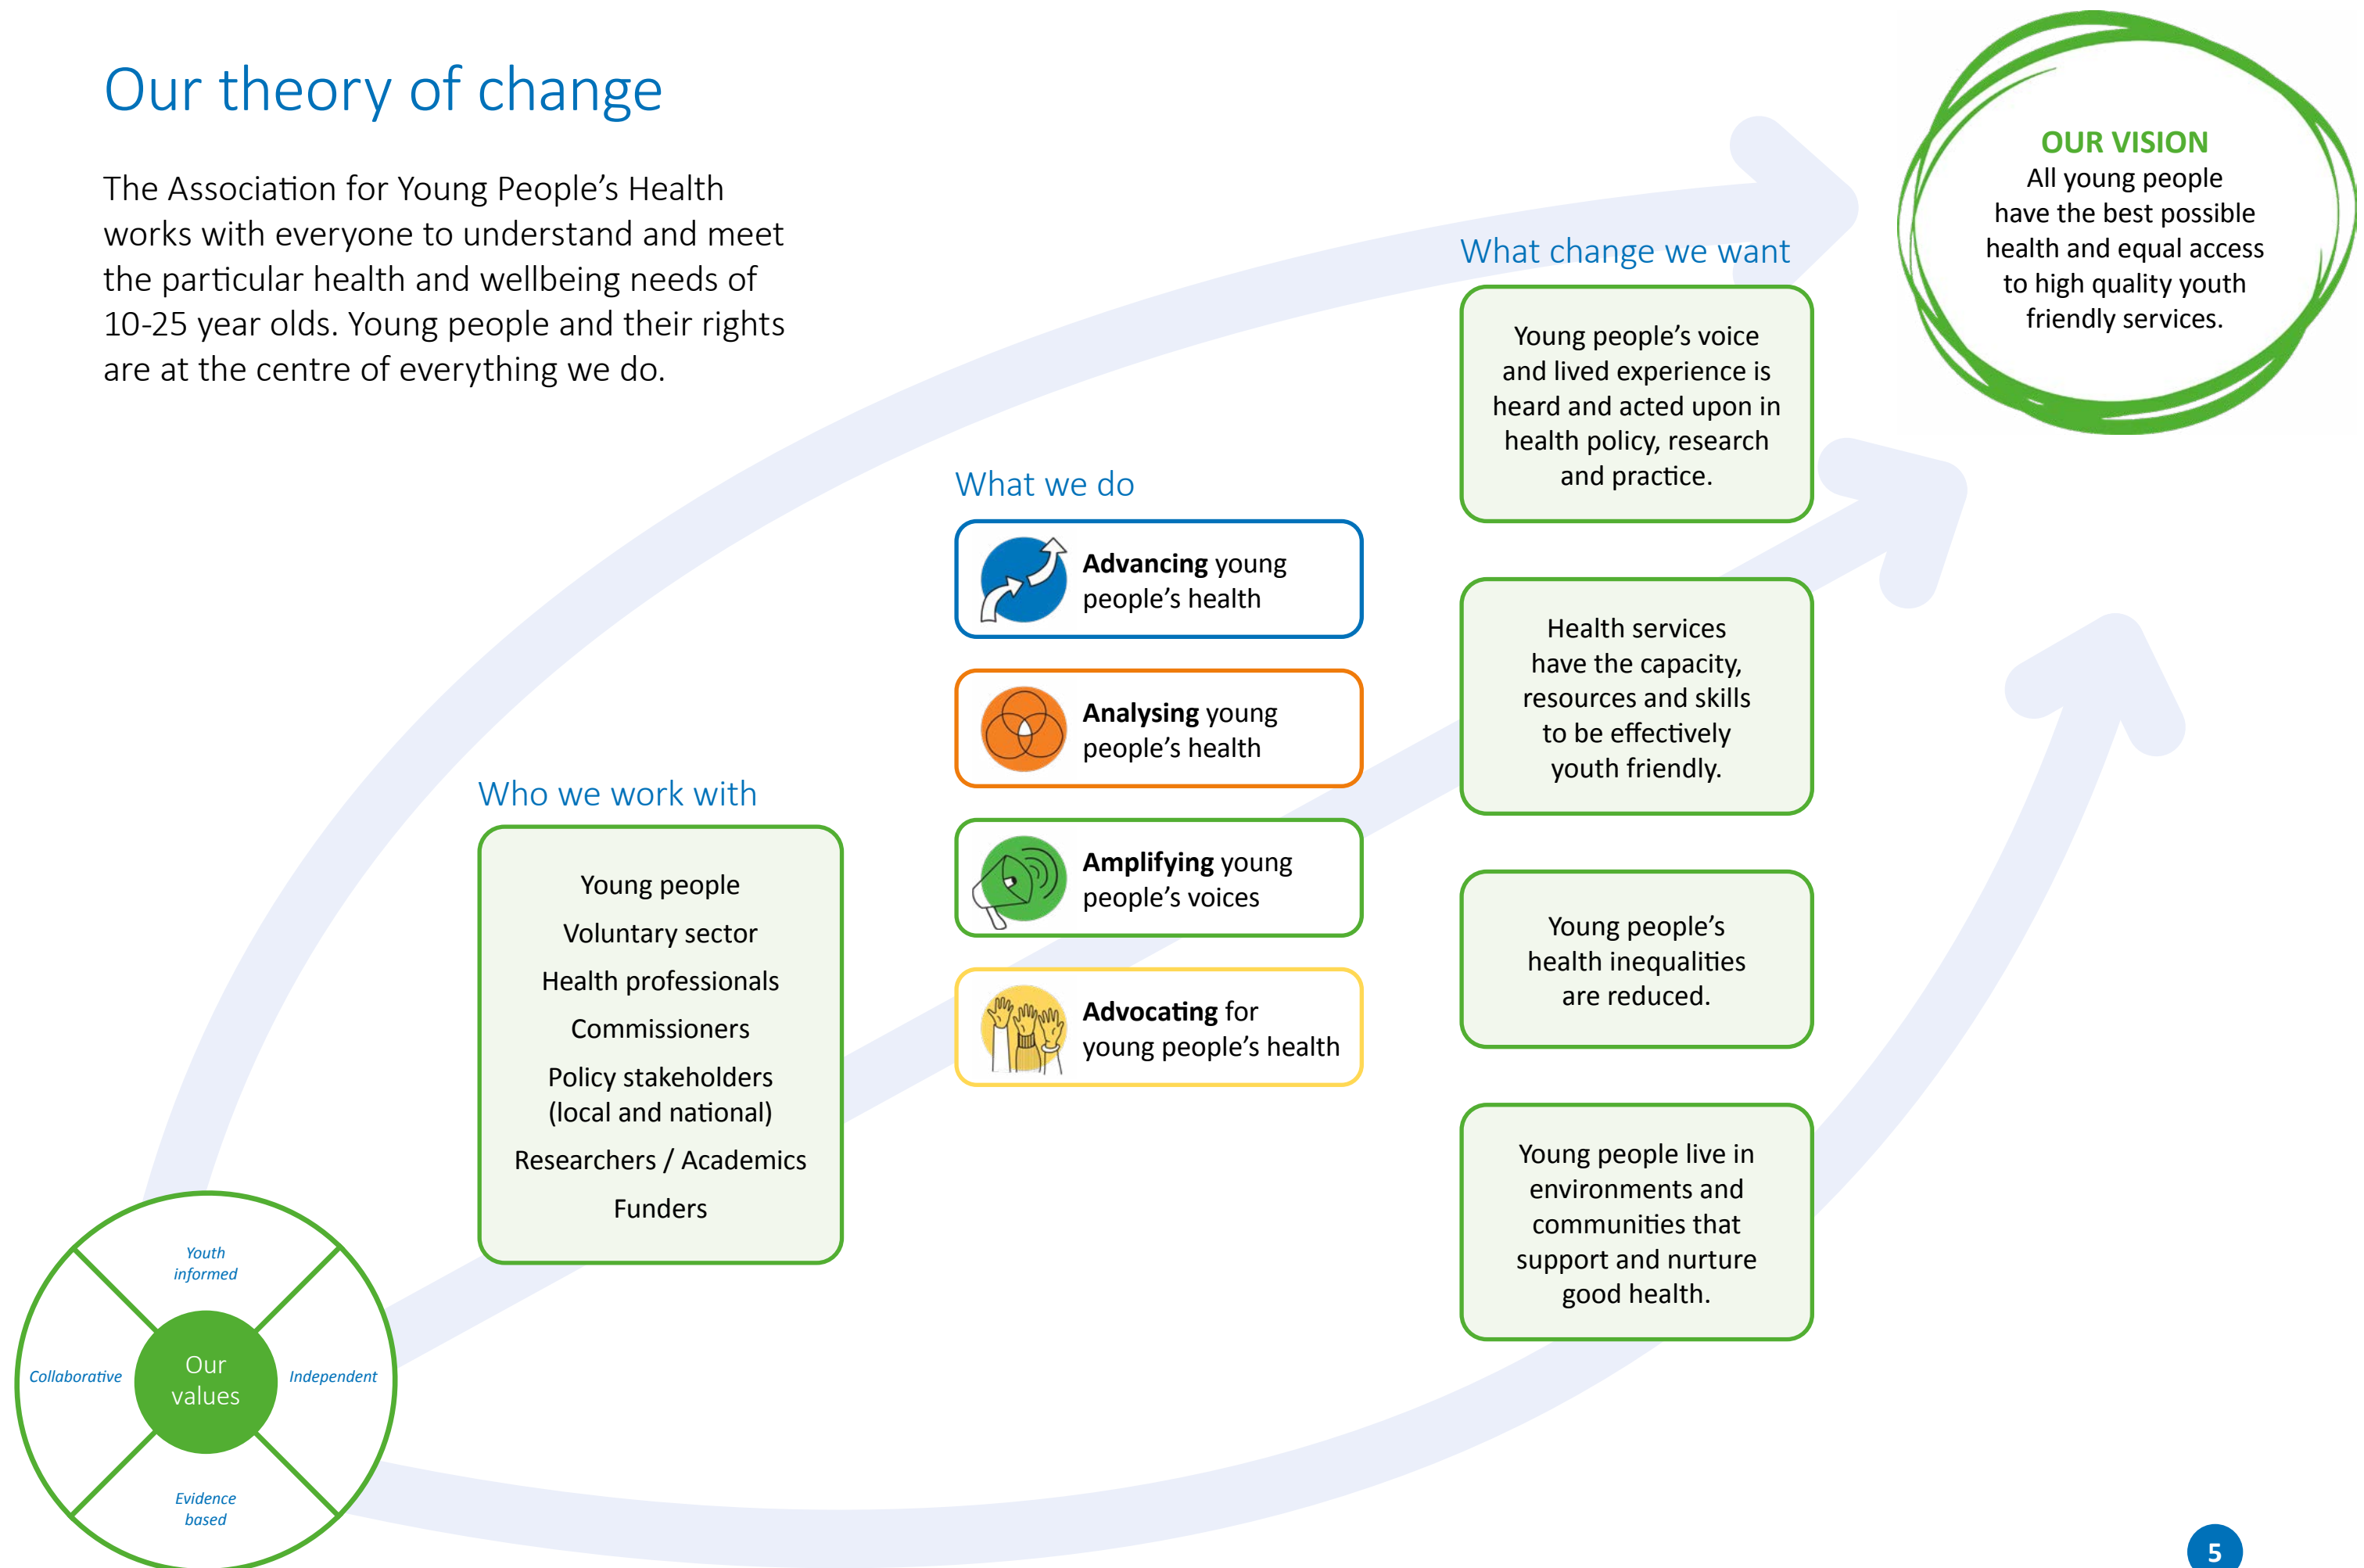 Our theory of change
The Association for Young People’s Health
works with everyone to understand and meet
the particular health and wellbeing needs of
10-25 year olds. Young people and their rights
are at the centre of everything we do.
Our
values
Youth
informed
Independent
Evidence
based
Collaborative
Who we work with
Young people
Voluntary sector
Health professionals
Commissioners
Policy stakeholders
(local and national)
Researchers / Academics
Funders
What we do
Advancing young
people’s health
Analysing young
people’s health
Amplifying young
people’s voices
Advocating for
young people’s health
What change we want
Young people’s voice
and lived experience is
heard and acted upon in
health policy, research
and practice.
Health services
have the capacity,
resources and skills
to be effectively
youth friendly.
Young people’s
health inequalities
are reduced.
Young people live in
environments and
communities that
support and nurture
good health.
OUR VISION
All young people
have the best possible
health and equal access
to high quality youth
friendly services.
5